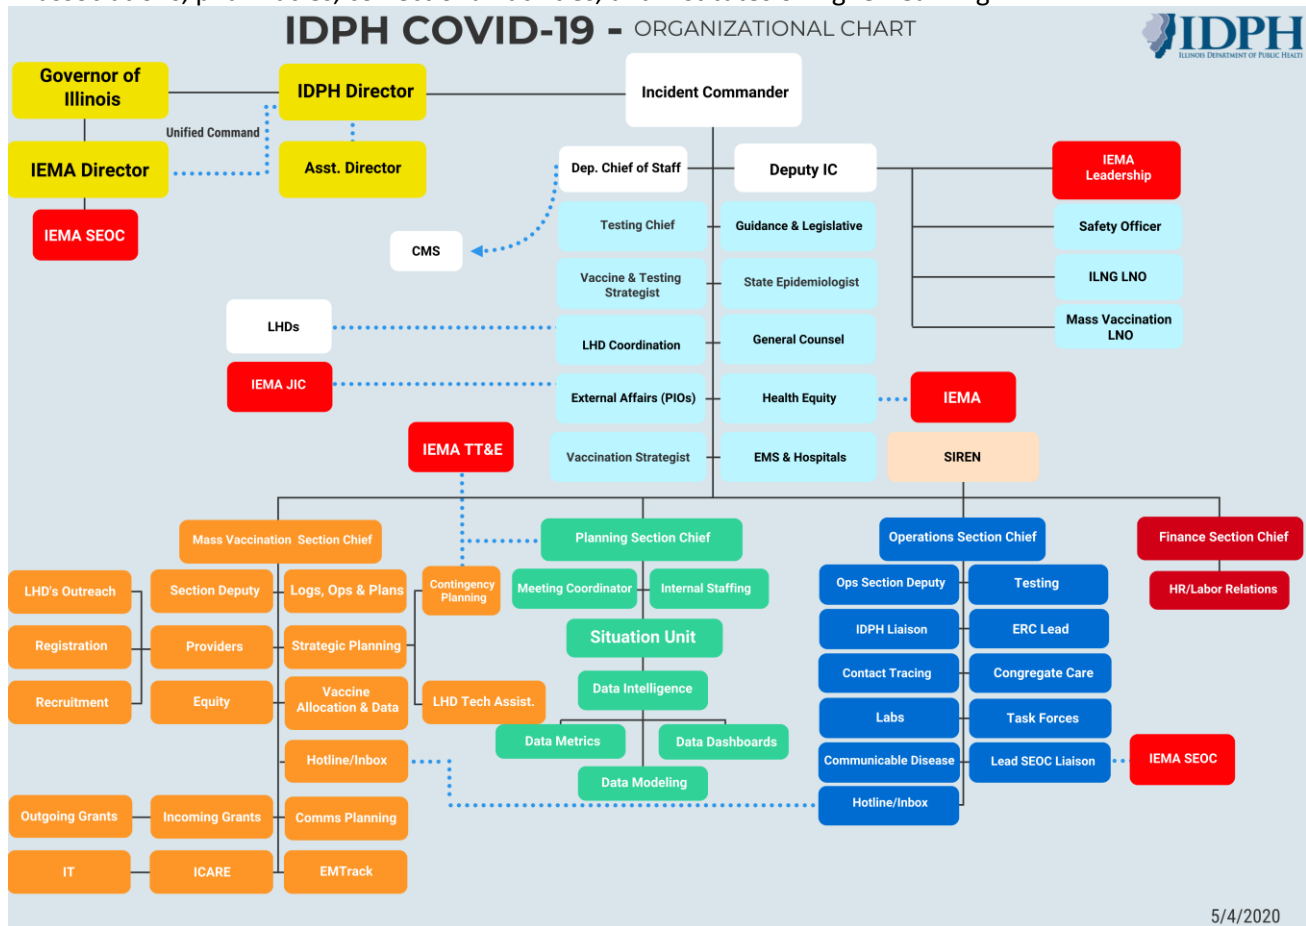 IDPH COVID-19 - ORGANIZATIONAL CHART
IDPH
ILLINOIS DEPARTMENT OF PUBLIC HEALTH
Governor of
Illinois
IDPH Director
Incident Commander
Unified Command
IEMA Director
Asst. Director
Dep. Chief of Staff
Deputy IC
IEMA
Leadership
IEMA SEOC
CMS
Testing Chief
Guidance & Legislative
Safety Officer
Vaccine & Testing
Strategist
State Epidemiologist
ILNG LNO
LHDs
LHD Coordination
General Counsel
Mass Vaccination
LNO
IEMA JIC
External Affairs (PIOs)
Health Equity
IEMA
IEMA TT&E
Vaccination Strategist
EMS & Hospitals
SIREN
Mass Vaccination Section Chief
Planning Section Chief
Operations Section Chief
Finance Section Chief
LHD's Outreach
Section Deputy
Logs, Ops & Plans
Contingency
Planning
Meeting Coordinator
Internal Staffing
Ops Section Deputy
Testing
HR/Labor Relations
Registration
Providers
Strategic Planning
Situation Unit
IDPH Liaison
ERC Lead
Recruitment
Equity
Vaccine
Allocation & Data
LHD Tech Assist.
Data Intelligence
Contact Tracing
Congregate Care
Labs
Task Forces
Data Metrics
Data Dashboards
Hotline/Inbox
Data Modeling
Communicable Disease
Lead SEOC Liaison
IEMA SEOC
Hotline/Inbox
Outgoing Grants
Incoming Grants
Comms Planning
IT
ICARE
EMTrack
5/4/2020